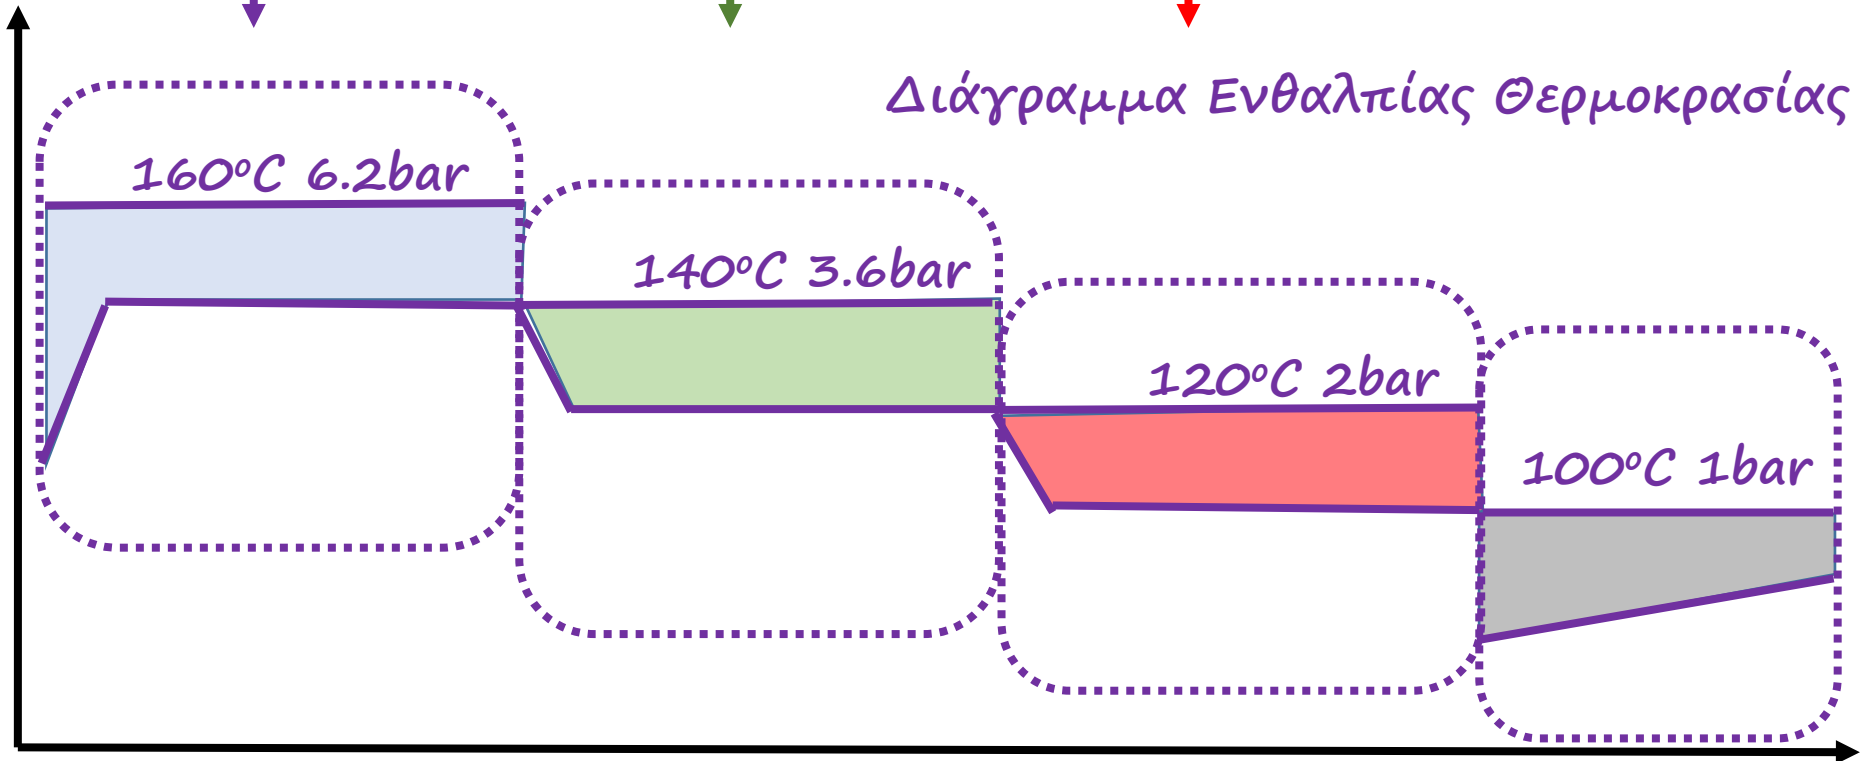 Διάγραμμα Ενθαλπίας Θερμοκρασίας
160°C 6.2bar
140°C 3.6bar
120°C 2bar
100°C 1bar